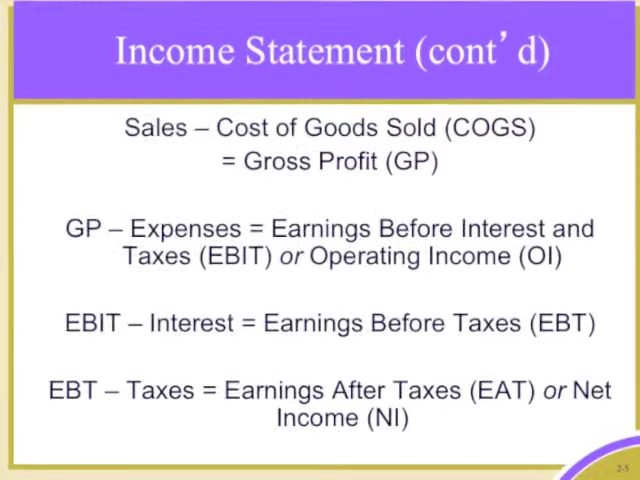 Income Statement (cont’ d)
Sales – Cost of Goods Sold (COGS)
= Gross Profit (GP)
GP – Expenses = Earnings Before Interest and
Taxes (EBIT) or Operating Income (OI)
EBIT – Interest = Earnings Before Taxes (EBT)
EBT – Taxes = Earnings After Taxes (EAT) or Net
Income (NI)
2-5